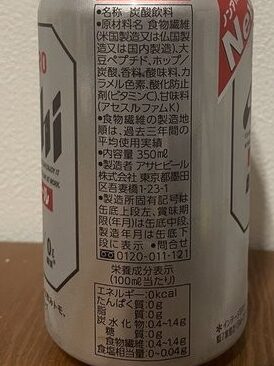 ノンアル
Ne
●名称 炭酸飲料
●原材料名 食物繊維
(米国製造又は仏国製
造又は国内製造)、大
豆ペプチド、ホップ/
炭酸、香料、酸味料、カ
ラメル色素、酸化防止
剤(ビタミンC)、甘味料
(アセスルファムK)
●食物繊維の製造地
順は、過去三年間の
平均使用実績
●内容量 350㎖
●製造者 アサヒビール
株式会社 東京都墨田
区吾妻橋1-23-1
●製造所固有記号は
缶底上段左、賞味期
限(年月)は缶底中段、
製造年月は缶底下
段に表示 ●問合せ
0120-011-121
栄養成分表示
(100㎖当たり)
エネルギー:0kcal
たんぱく質:0g
脂質:0g
炭水化物:0.4~1.4g
糖質:0g
食物繊維:0.4~1.4g
食塩相当量:0~0.04g